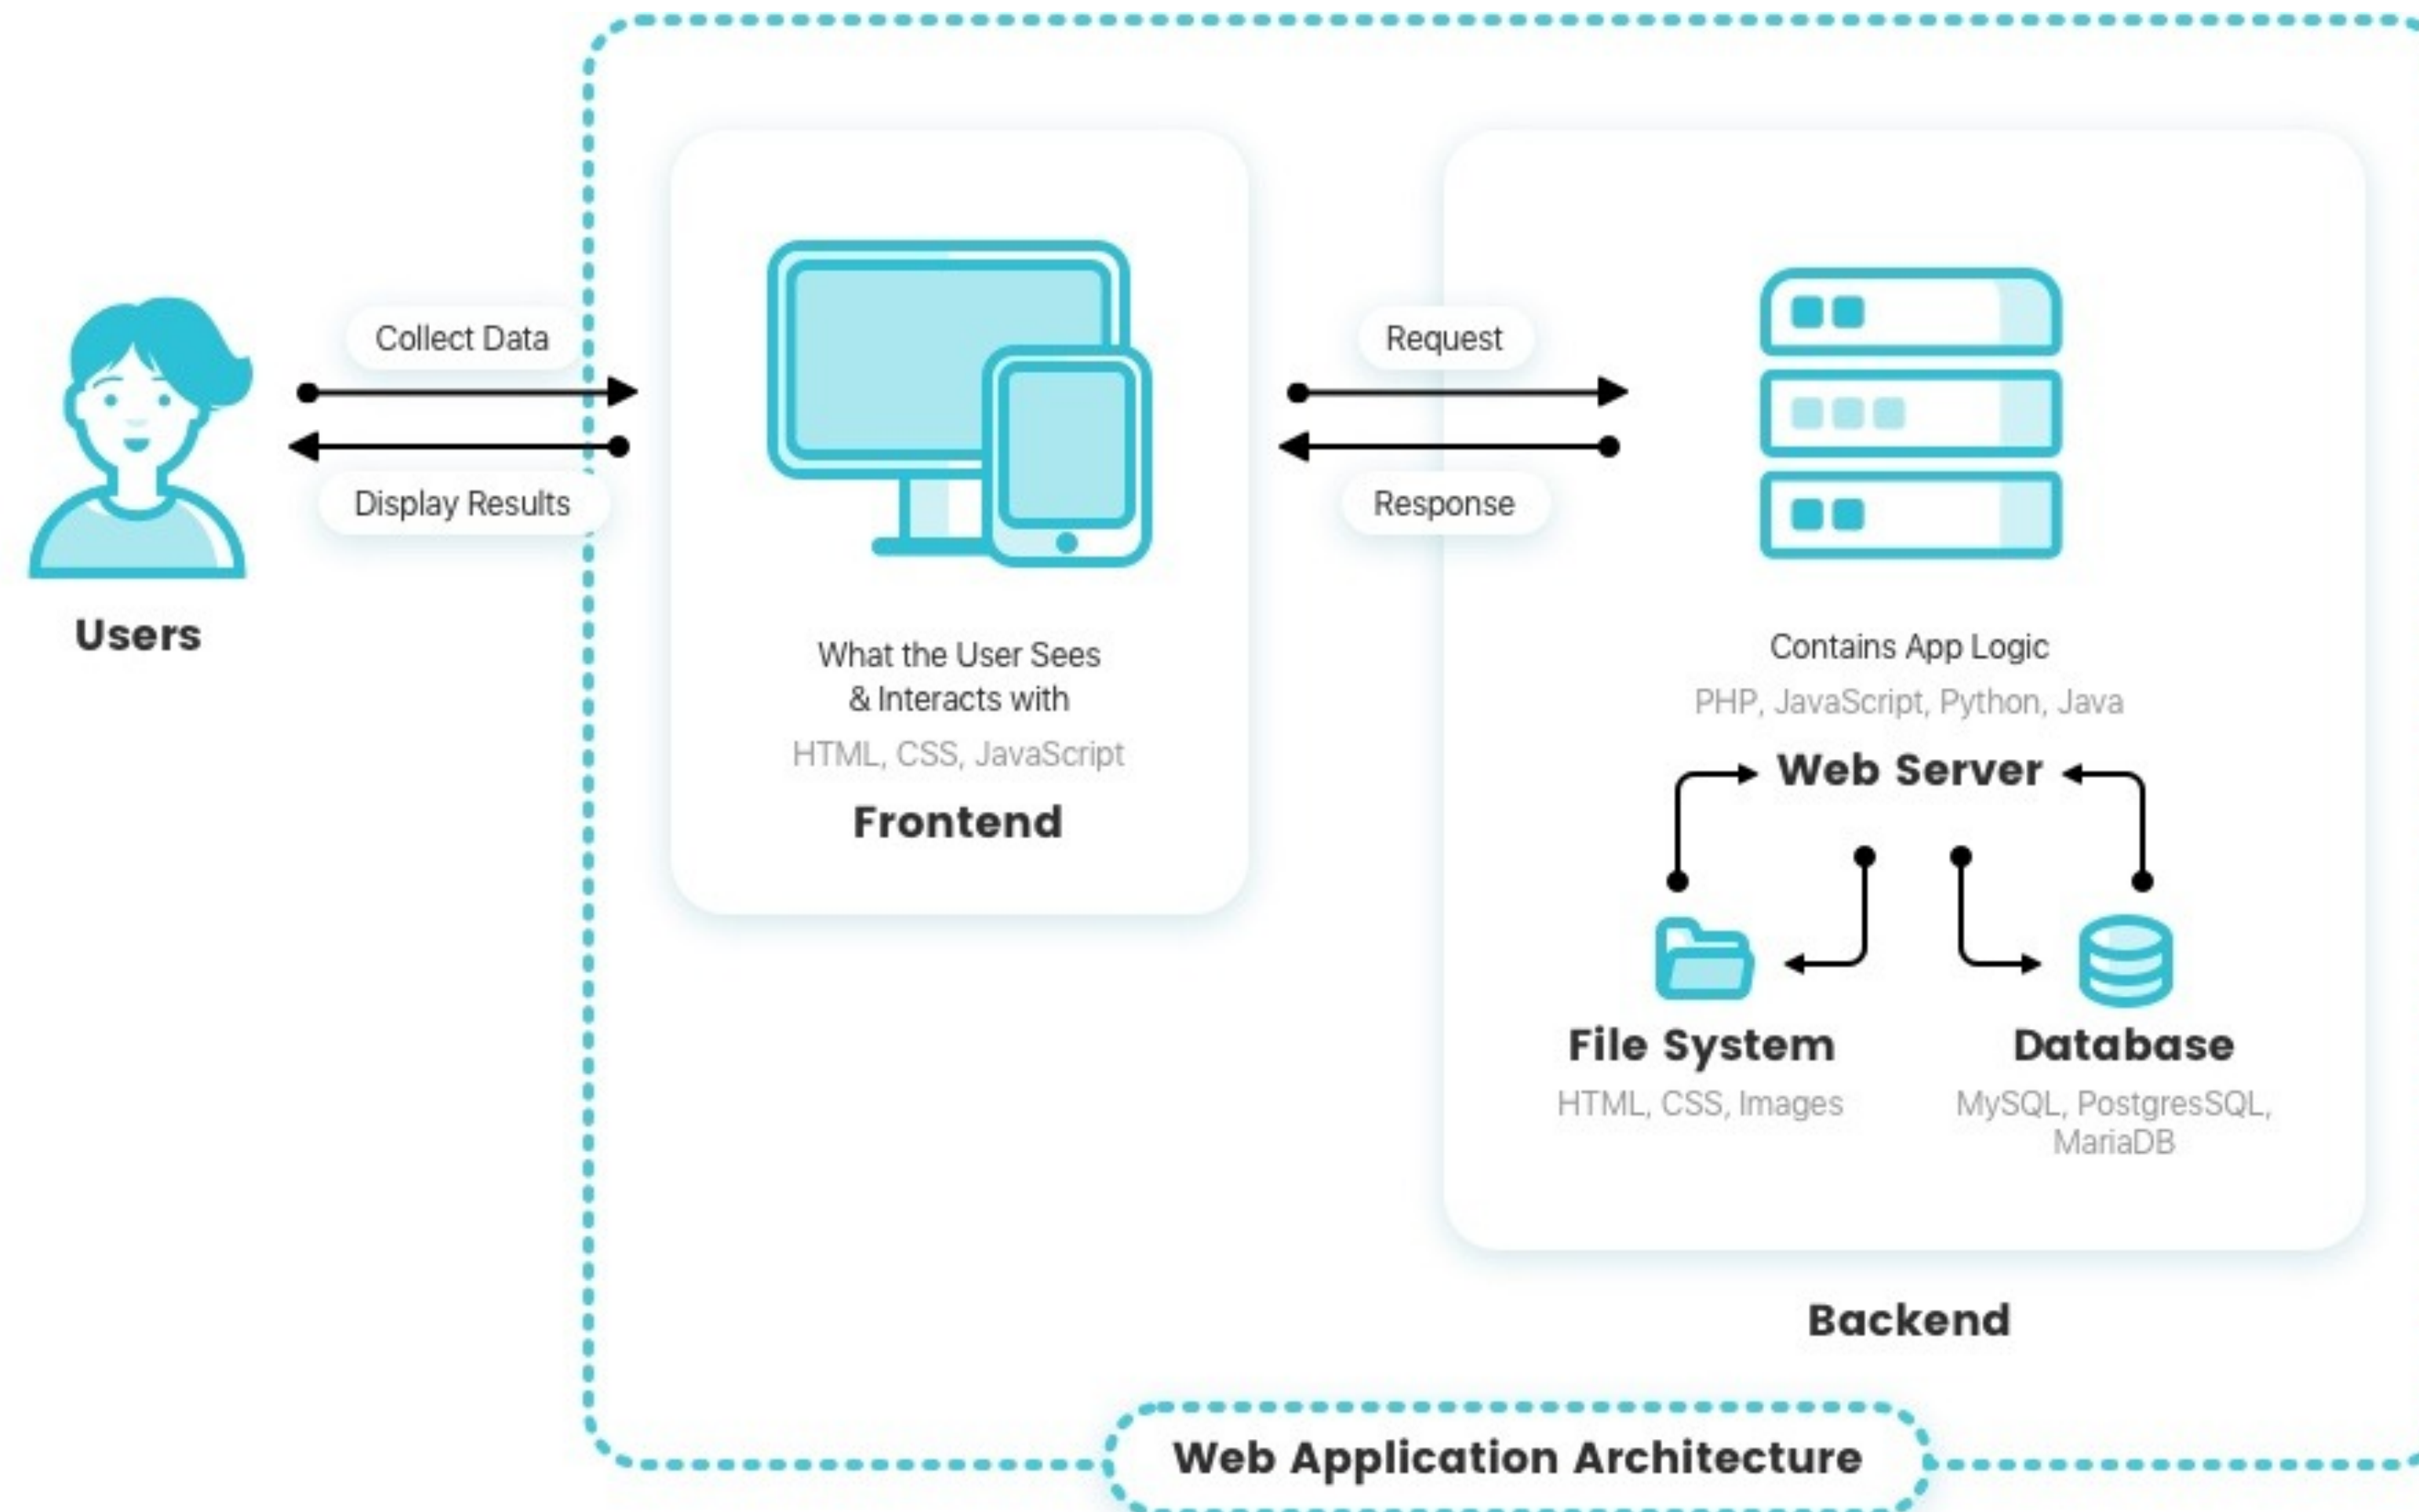 Collect Data
Display Results
Users
What the User Sees
& Interacts with
HTML, CSS, JavaScript
Frontend
Request
Response
Contains App Logic
PHP, JavaScript, Python, Java
Web Server
File System
HTML, CSS, Images
Database
MySQL, PostgresSQL,
MariaDB
Backend
Web Application Architecture